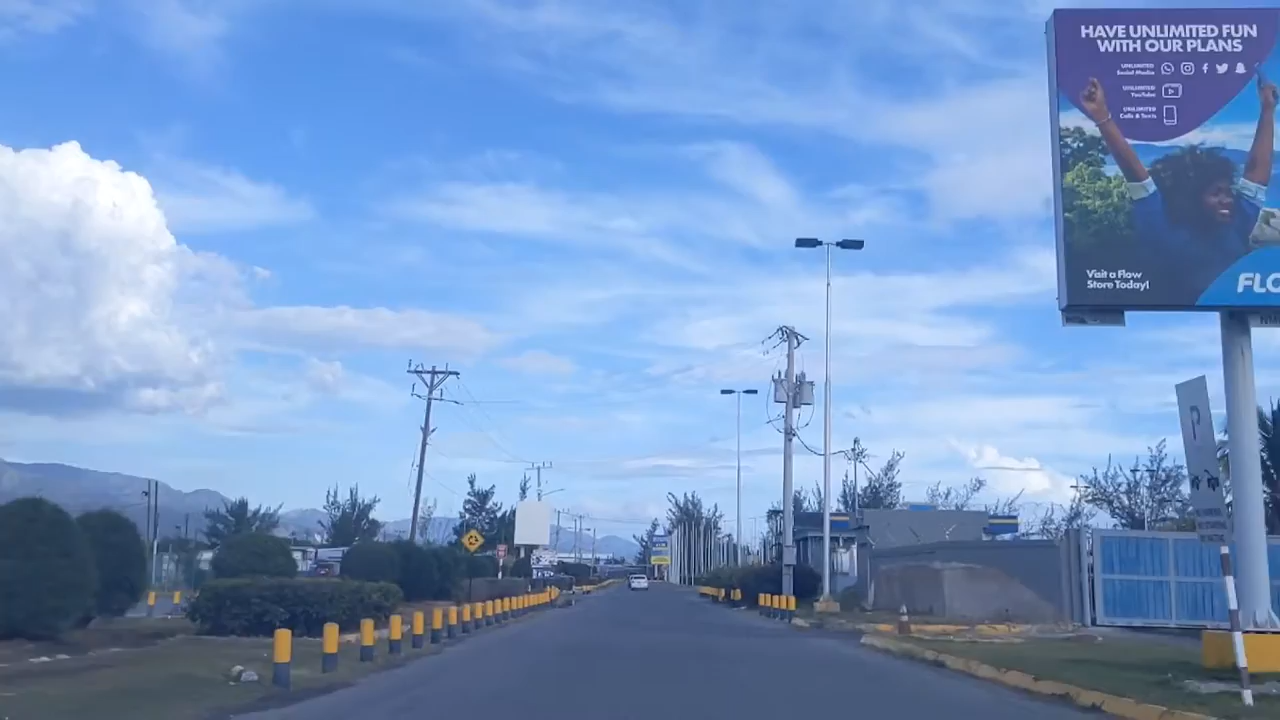 HAVE UNLIMITED FUN
WITH OUR PLANS
UNLIMITED
Social Media
UNLIMITED
YouTube
UNLIMITED
Calls & Texts
Visit a Flow
Store Today!
FLO
P